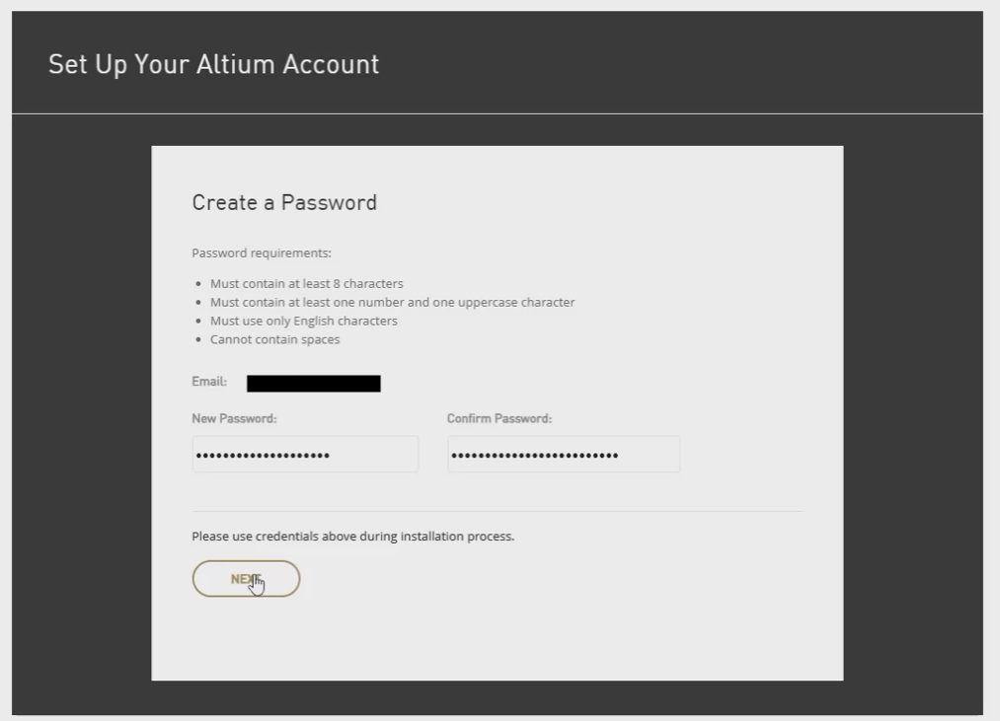 Set Up Your Altium Account
Create a Password
Password requirements:
• Must contain at least 8 characters
• Must contain at least one number and one uppercase character
• Must use only English characters
• Cannot contain spaces
Email:
New Password: Confirm Password:
•••••••••••••••••••• •••••••••••••••••••••••••
Please use credentials above during installation process.
NEXT